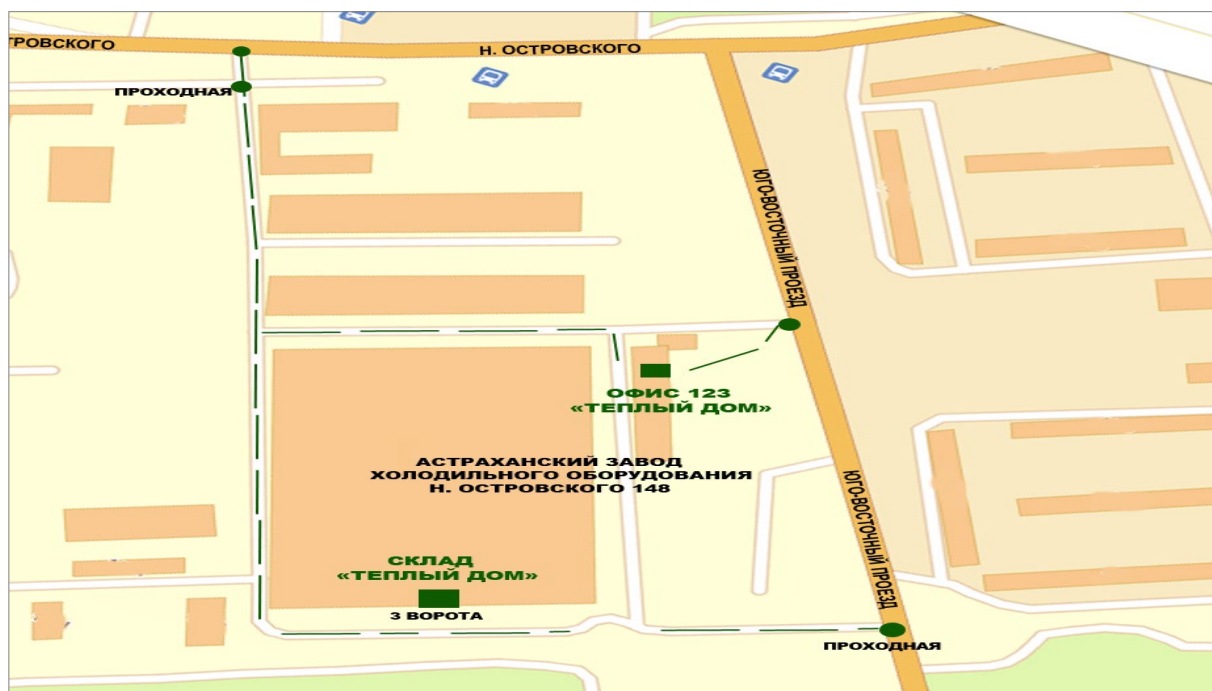 ТРОВСКОГО
Н. ОСТРОВСКОГО
ПРОХОДНАЯ
ЮГО-ВОСТОЧНЫЙ ПРОЕЗД
ОФИС 123
«ТЕПЛЫЙ ДОМ»
АСТРАХАНСКИЙ ЗАВОД
ХОЛОДИЛЬНОГО ОБОРУДОВАНИЯ
Н. ОСТРОВСКОГО 148
ЮГО-ВОСТОЧНЫЙ ПРОЕЗД
СКЛАД
«ТЕПЛЫЙ ДОМ»
3 ВОРОТА
ПРОХОДНАЯ